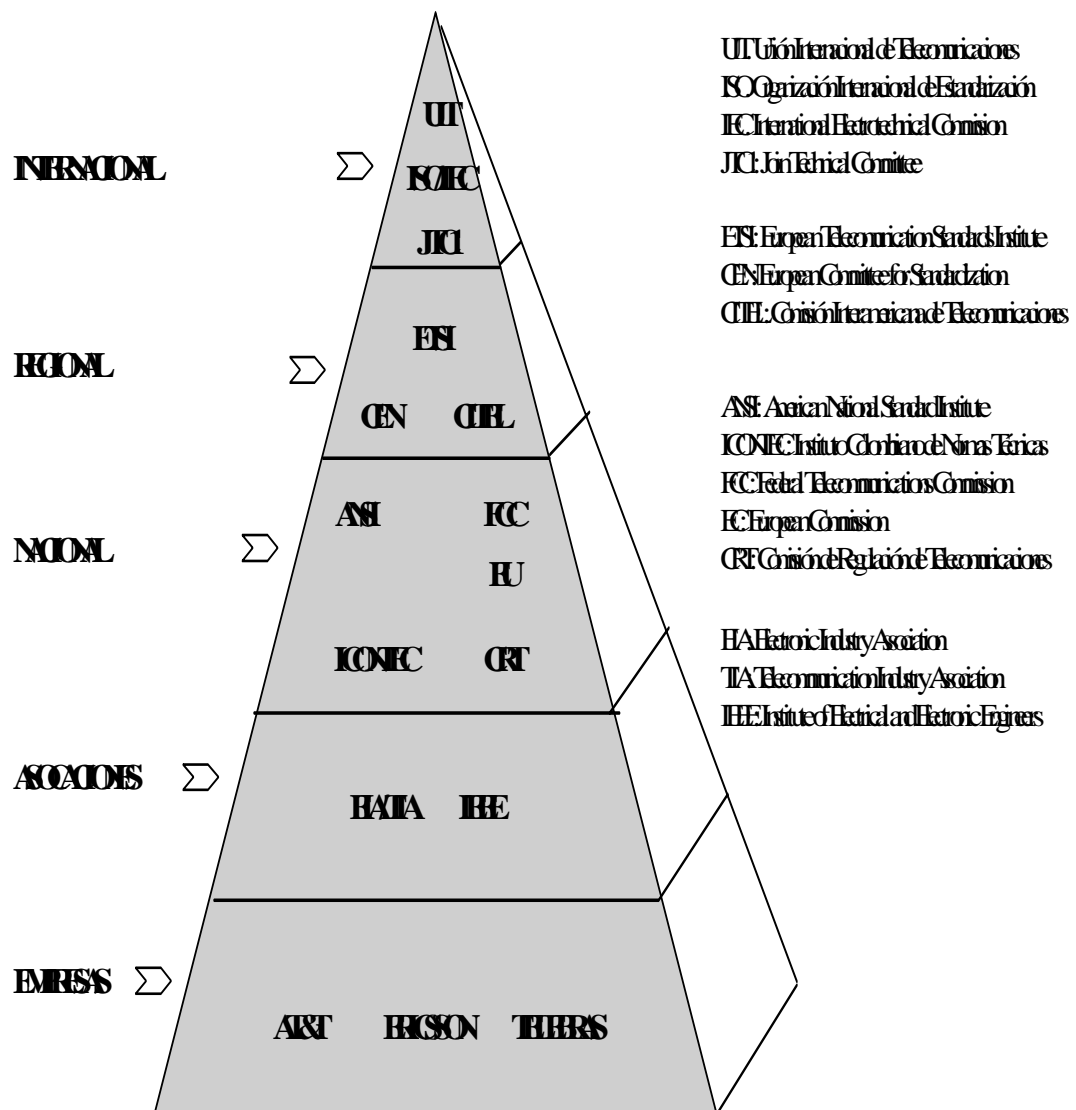 UIT: Unión Internacional de Telecomunicaciones
ISO: Organización Internacional de Estandarización
IEC: International Electrotechnical Commision
JTC1: Join Technical Committee
ETSI: European Telecomunication Standards Institute
CEN: European Committee for Standardization
CITEL: Comisión Interamericana de Telecomunicaciones
ANSI: American National Standard Institute
ICONTEC: Instituto Colombiano de Normas Técnicas
FCC: Federal Telecommunications Commission
EC: European Commission
CRT: Comisión de Regulación de Telecomunicaciones
EIA: Electronic Industry Association
TIA: Telecommunication Industry Association
IEEE: Institute of Electrical and Electronic Engineers
INTERNACIONAL
UIT
ISO/IEC
JTC1
REGIONAL
ETSI
CEN CITEL
NACIONAL
ANSI FCC
EU
ICONTEC CRT
ASOCIACIONES
EIA/TIA IEEE
EMPRESAS
AT&T ERICSSON TELEBRAS